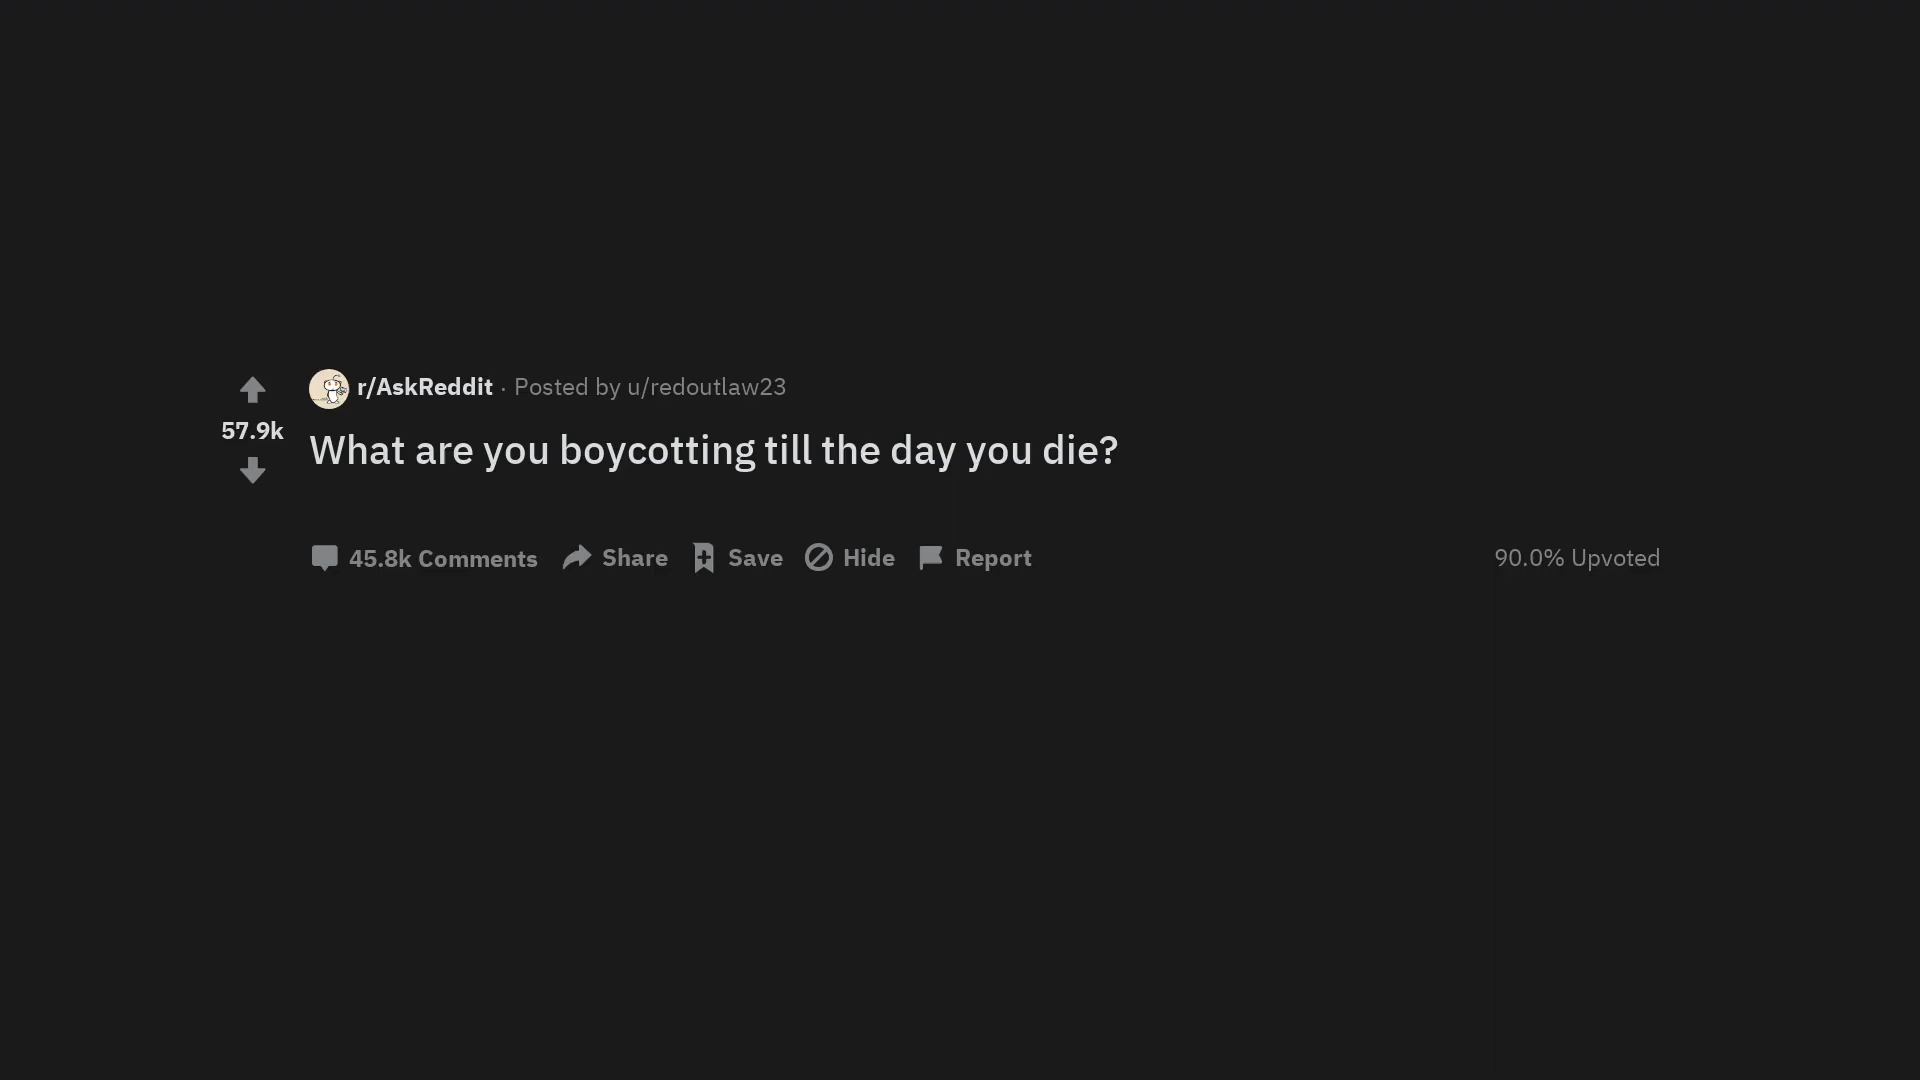 r/AskReddit · Posted by u/redoutlaw23
57.9k
What are you boycotting till the day you die?
45.8k Comments Share Save Hide Report 90.0% Upvoted